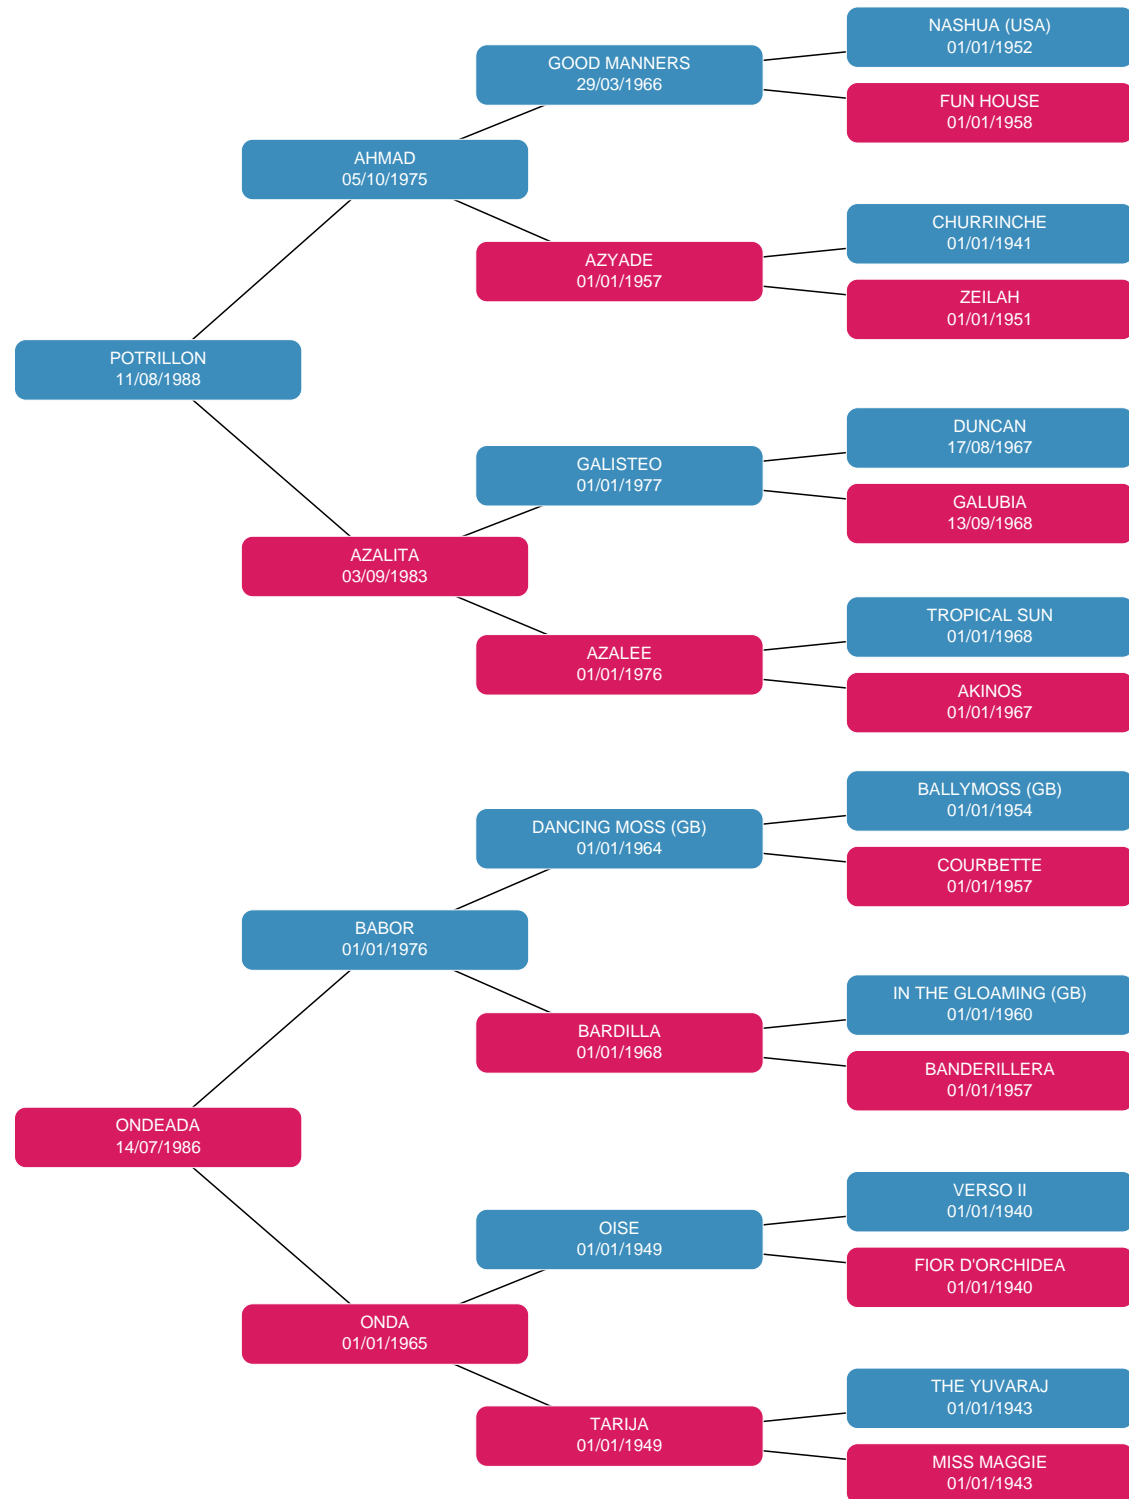 NASHUA (USA)
01/01/1952
GOOD MANNERS
29/03/1966
FUN HOUSE
01/01/1958
AHMAD
05/10/1975
CHURRINCHE
01/01/1941
AZYADE
01/01/1957
ZEILAH
01/01/1951
POTRILLON
11/08/1988
DUNCAN
17/08/1967
GALISTEO
01/01/1977
GALUBIA
13/09/1968
AZALITA
03/09/1983
TROPICAL SUN
01/01/1968
AZALEE
01/01/1976
AKINOS
01/01/1967
BALLYMOSS (GB)
01/01/1954
DANCING MOSS (GB)
01/01/1964
COURBETTE
01/01/1957
BABOR
01/01/1976
IN THE GLOAMING (GB)
01/01/1960
BARDILLA
01/01/1968
BANDERILLERA
01/01/1957
ONDEADA
14/07/1986
VERSO II
01/01/1940
OISE
01/01/1949
FIOR D'ORCHIDEA
01/01/1940
ONDA
01/01/1965
THE YUVARAJ
01/01/1943
TARIJA
01/01/1949
MISS MAGGIE
01/01/1943